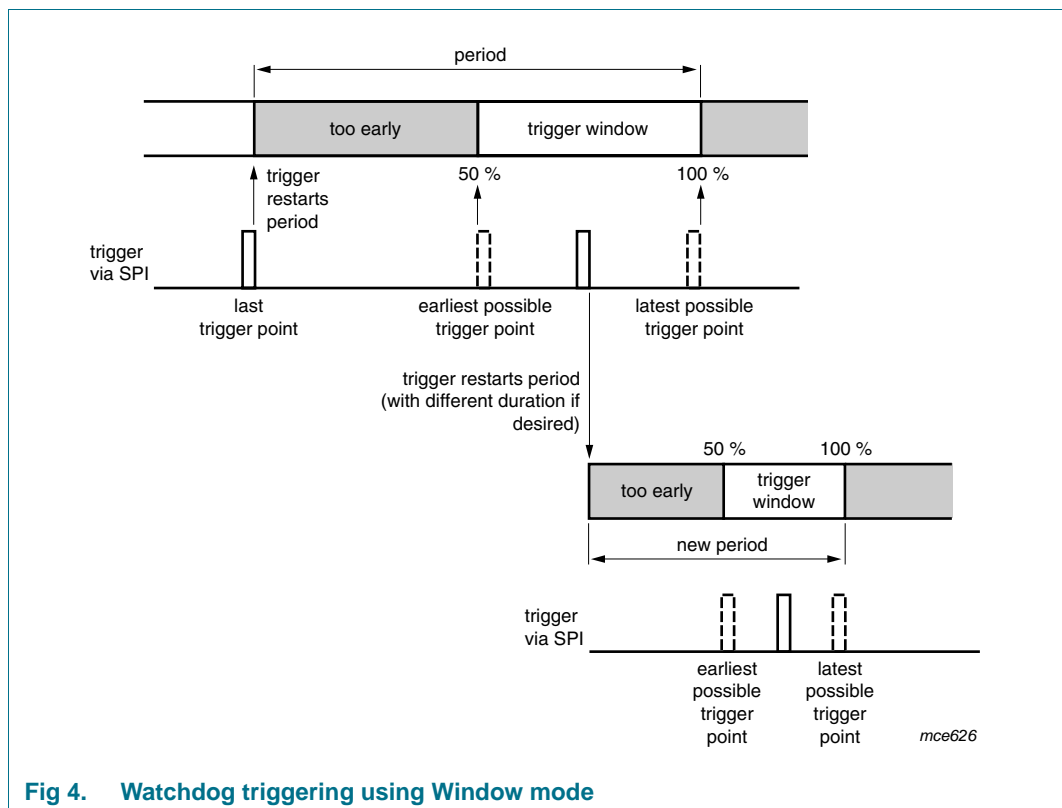 period
too early
trigger window
trigger
restarts
period
50 %
100 %
trigger
via SPI
last
trigger point
earliest possible
trigger point
latest possible
trigger point
trigger restarts period
(with different duration if
desired)
50 %
100 %
too early
trigger
window
new period
trigger
via SPI
earliest
possible
trigger
point
latest
possible
trigger
point
mce626
Fig 4. Watchdog triggering using Window mode